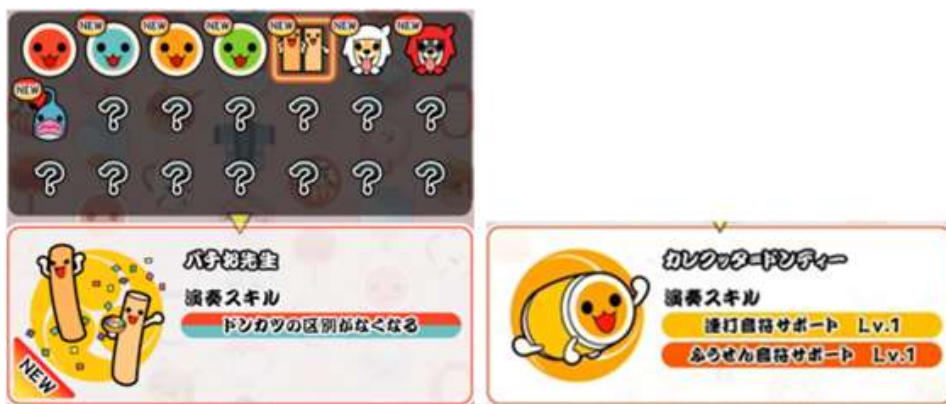 NEW NEW NEW NEW NEW NEW
NEW ? ? ? ? ? ?
? ? ? ? ? ? ?
バチお先生
演奏スキル
ドンカツの区別がなくなる
NEW
カレクッダ=ドンディー
演奏スキル
連打音符サポート Lv.1
ふうせん音符サポート Lv.1